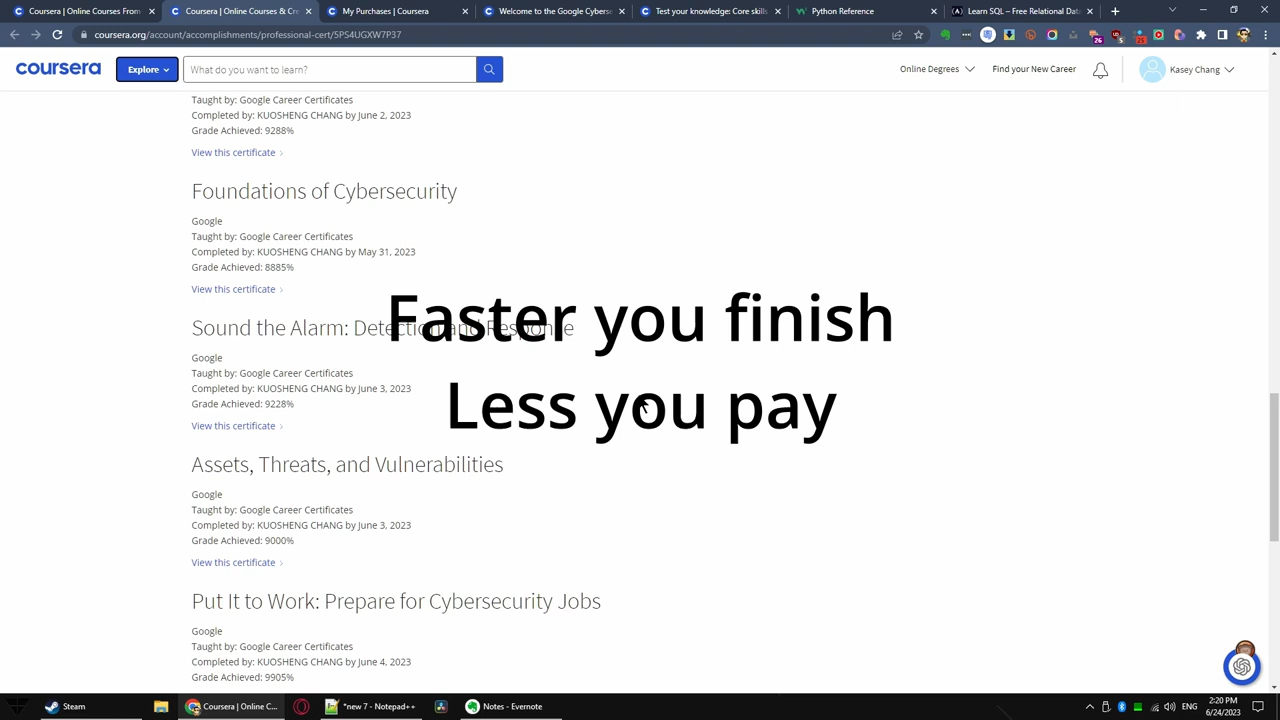 Coursera | Online Courses From
Coursera | Online Courses & Cre
My Purchases | Coursera
Welcome to the Google Cyberse
Test your knowledge: Core skills
Python Reference
Learn SQL – Free Relational Dat
coursera.org/account/accomplishments/professional-cert/5PS4UGXW7P37
coursera
Explore
What do you want to learn?
Online Degrees
Find your New Career
Kasey Chang
Taught by: Google Career Certificates
Completed by: KUOSHENG CHANG by June 2, 2023
Grade Achieved: 9288%
View this certificate
Foundations of Cybersecurity
Google
Taught by: Google Career Certificates
Completed by: KUOSHENG CHANG by May 31, 2023
Grade Achieved: 8885%
View this certificate
Faster you finish
Less you pay
Sound the Alarm: Detection and Response
Google
Taught by: Google Career Certificates
Completed by: KUOSHENG CHANG by June 3, 2023
Grade Achieved: 9228%
View this certificate
Assets, Threats, and Vulnerabilities
Google
Taught by: Google Career Certificates
Completed by: KUOSHENG CHANG by June 3, 2023
Grade Achieved: 9000%
View this certificate
Put It to Work: Prepare for Cybersecurity Jobs
Google
Taught by: Google Career Certificates
Completed by: KUOSHENG CHANG by June 4, 2023
Grade Achieved: 9905%
Steam
Coursera | Online C...
*new 7 - Notepad++
Notes - Evernote
ENG
2:20 PM
6/24/2023